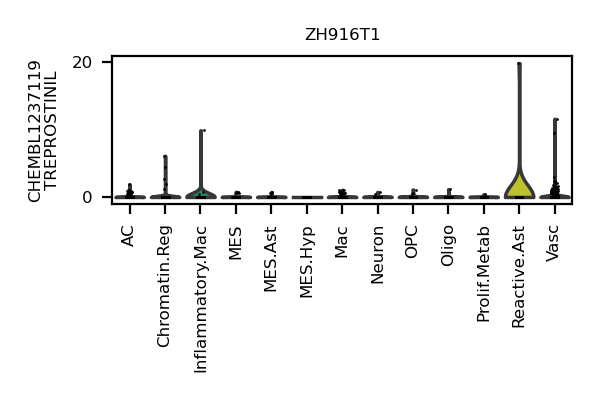 ZH916T1
CHEMBL1237119
TREPROSTINIL
20
0
AC
Chromatin.Reg
Inflammatory.Mac
MES
MES.Ast
MES.Hyp
Mac
Neuron
OPC
Oligo
Prolif.Metab
Reactive.Ast
Vasc